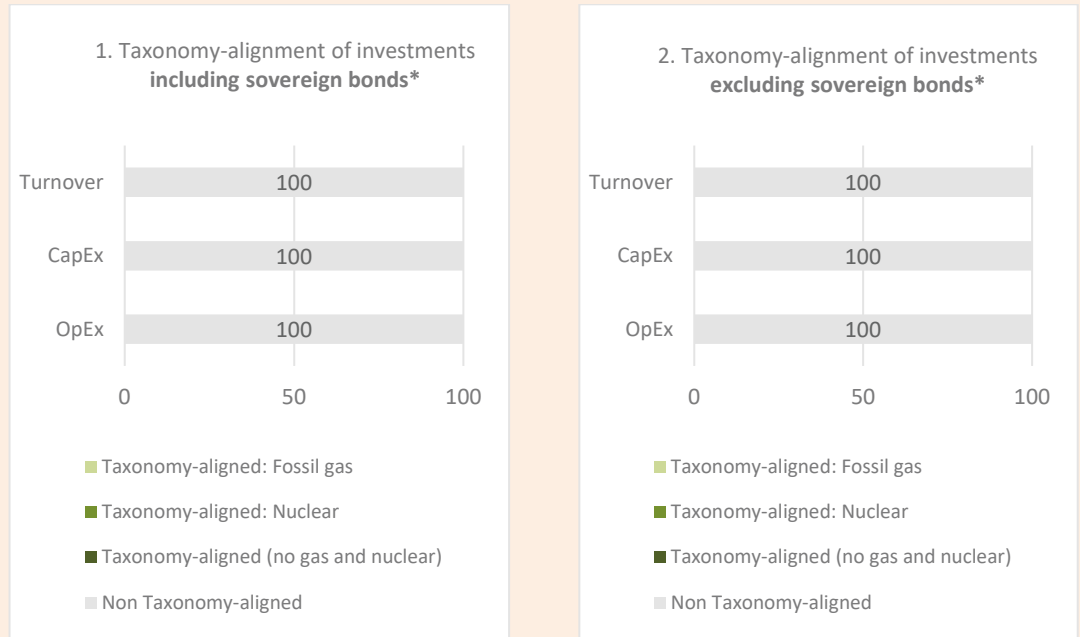 1. Taxonomy-alignment of investments
including sovereign bonds*
Turnover
100
CapEx
100
OpEx
100
0 50 100
Taxonomy-aligned: Fossil gas
Taxonomy-aligned: Nuclear
Taxonomy-aligned (no gas and nuclear)
Non Taxonomy-aligned
2. Taxonomy-alignment of investments
excluding sovereign bonds*
Turnover
100
CapEx
100
OpEx
100
0 50 100
Taxonomy-aligned: Fossil gas
Taxonomy-aligned: Nuclear
Taxonomy-aligned (no gas and nuclear)
Non Taxonomy-aligned